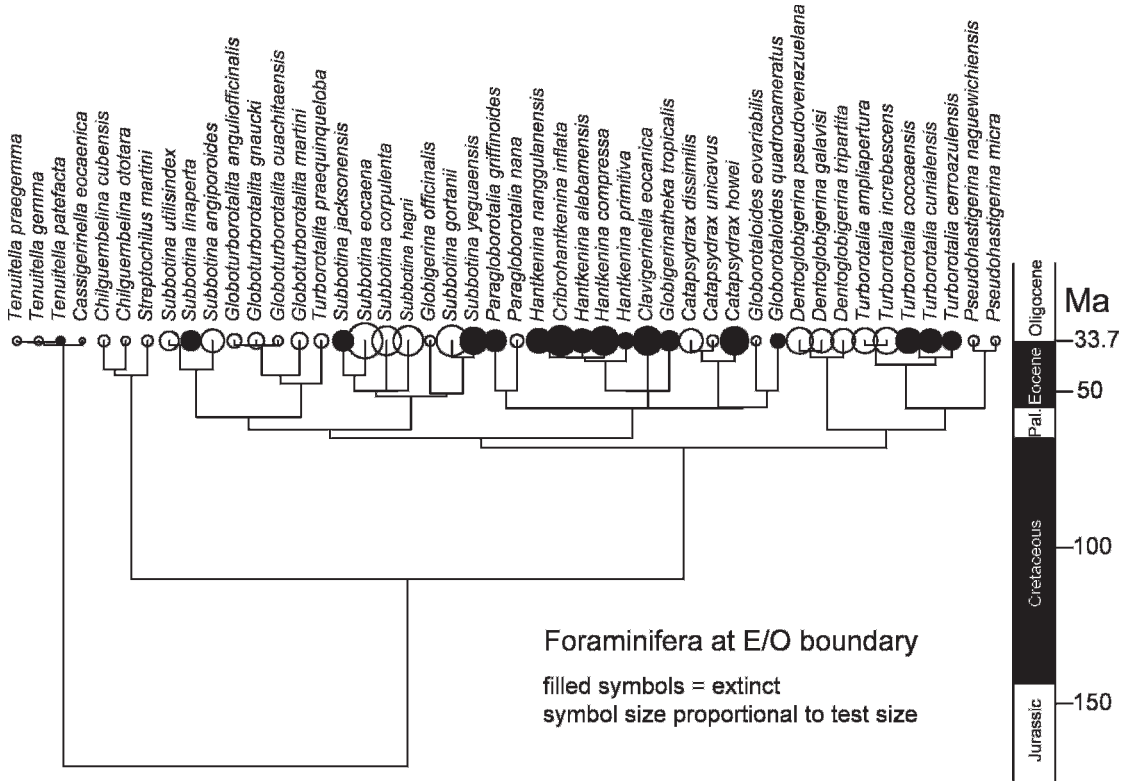 Tenuitella praegemma
Tenuitella gemma
Tenuitella patefacta
Cassigerinella eocaenica
Chilguembelina cubensis
Chilguembelina ototara
Streptochilus martini
Subbotina utilisindex
Subbotina linaperta
Subbotina angiporoides
Globoturborotalita anguliofficinalis
Globoturborotalita gnaucki
Globoturborotalita ouachitaensis
Globoturborotalita martini
Turborotalita praequinqueloba
Subbotina jacksonensis
Subbotina eocaena
Subbotina corpulenta
Subbotina hagni
Globigerina officinalis
Subbotina gortanii
Subbotina yeguaensis
Paragloborotalia griffinoides
Paragloborotalia nana
Hantkenina nanggulanensis
Cribrohantkenina inflata
Hantkenina alabamensis
Hantkenina compressa
Hantkenina primitiva
Clavigerinella eocanica
Globigerinatheka tropicalis
Catapsydrax dissimilis
Catapsydrax unicavus
Catapsydrax howei
Globorotaloides eovariabilis
Globorotaloides quadrocameratus
Dentoglobigerina pseudovenezuelana
Dentoglobigerina galavisi
Dentoglobigerina tripartita
Turborotalia ampliapertura
Turborotalia increbescens
Turborotalia cocoaensis
Turborotalia cunialensis
Turborotalia cerroazulensis
Pseudohastigerina naguewichiensis
Pseudohastigerina micra
Oligocene
Eocene
Pal.
Cretaceous
Jurassic
Ma
33.7
50
100
150
Foraminifera at E/O boundary
filled symbols = extinct
symbol size proportional to test size